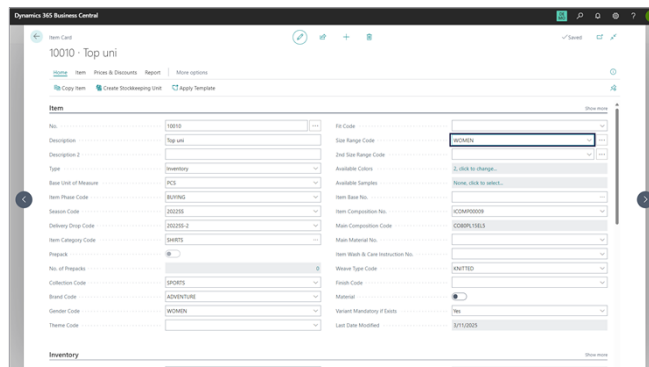 Dynamics 365 Business Central
Item Card
Saved
10010 · Top uni
Home Item Prices & Discounts Report More options
Copy Item Create Stockkeeping Unit Apply Template
Item Show more
No. 10010 Fit Code
Description Top uni Size Range Code WOMEN
Description 2 2nd Size Range Code
Type Inventory Available Colors 2, click to change...
Base Unit of Measure PCS Available Samples None, click to select...
Item Phase Code BUYING Item Base No.
Season Code 2022SS Item Composition No. ICOMP00009
Delivery Drop Code 2022SS-2 Main Composition Code CO80PL15EL5
Item Category Code SHIRTS Main Material No.
Prepack Item Wash & Care Instruction No.
No. of Prepacks 0 Weave Type Code KNITTED
Collection Code SPORTS Finish Code
Brand Code ADVENTURE Material
Gender Code WOMEN Variant Mandatory if Exists Yes
Theme Code Last Date Modified 3/11/2025
Inventory Show more